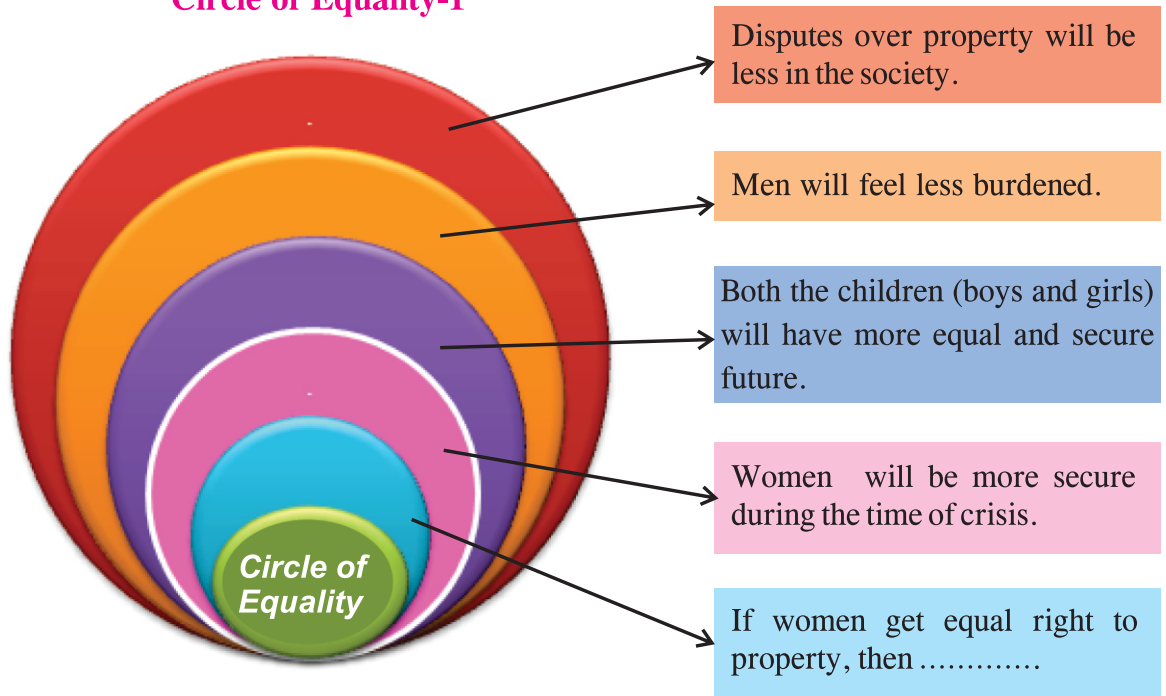 Circle of Equality-1
Disputes over property will be
less in the society.
Men will feel less burdened.
Both the children (boys and girls)
will have more equal and secure
future.
Women will be more secure
during the time of crisis.
If women get equal right to
property, then .............
Circle of
Equality